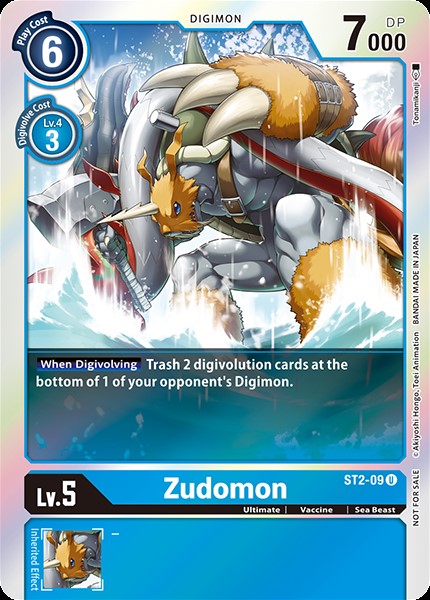 DIGIMON
Play Cost
6
7000
DP
Digivolve Cost
Lv.4
3
Tonamikanji
When Digivolving Trash 2 digivolution cards at the
bottom of 1 of your opponent's Digimon.
©Akiyoshi Hongo, Toei Animation BANDAI MADE IN JAPAN
NOT FOR SALE
Lv.5
Zudomon
ST2-09 U
Ultimate | Vaccine | Sea Beast
Inherited Effect
–